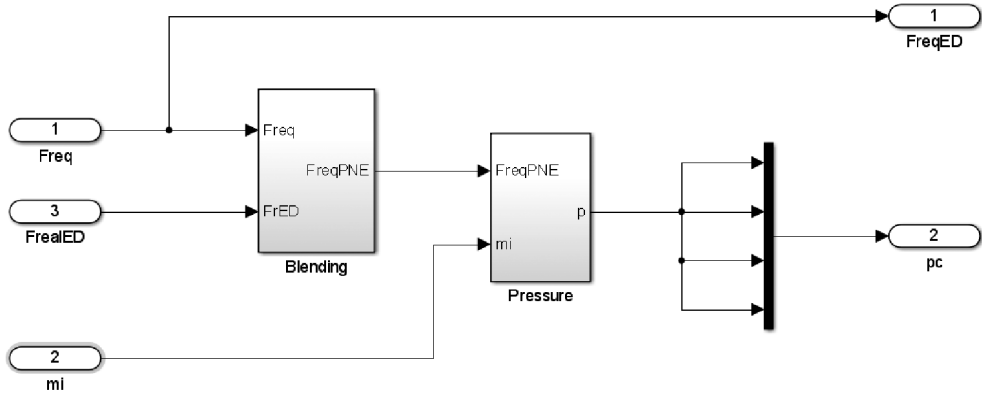 1
FreqED
1
Freq
Freq
FreqPNE
FrED
Blending
3
FrealED
FreqPNE
p
mi
Pressure
2
pc
2
mi